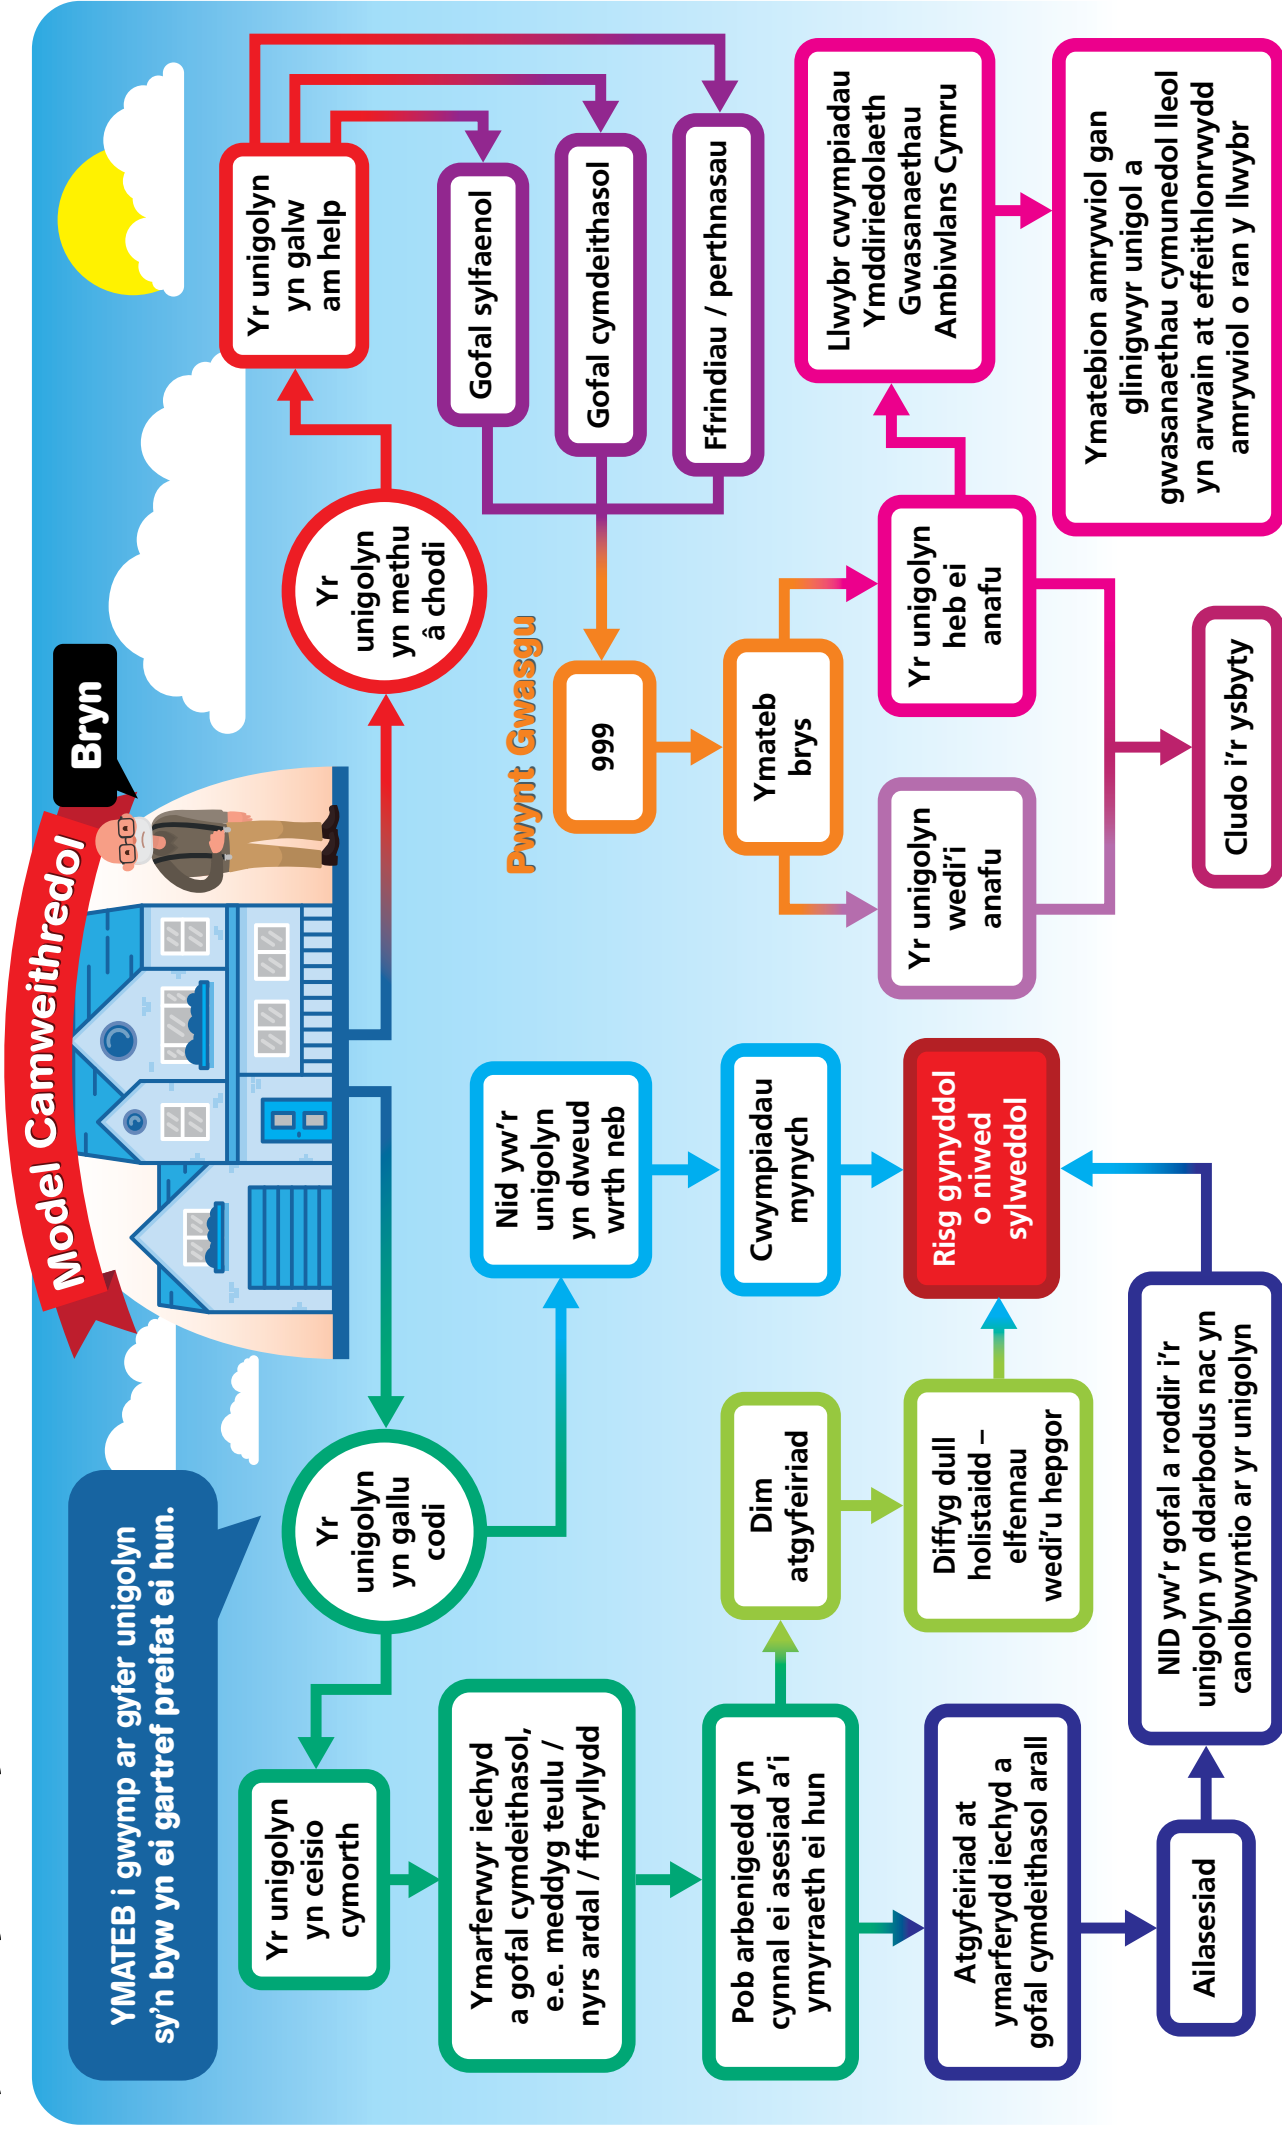 Model Camweithredol
Bryn
YMATEB i gwymp ar gyfer unigolyn
sy'n byw yn ei gartref preifat ei hun.
Yr
unigolyn
yn gallu
codi
Yr unigolyn
yn ceisio
cymorth
Ymarferwyr iechyd
a gofal cymdeithasol,
e.e. meddyg teulu /
nyrs ardal / fferyllydd
Pob arbenigedd yn
cynnal ei asesiad a'i
ymyrraeth ei hun
Atgyfeiriad at
ymarferydd iechyd a
gofal cymdeithasol arall
Ailasesiad
NID yw'r gofal a roddir i'r
unigolyn yn ddarbodus nac yn
canolbwyntio ar yr unigolyn
Dim
atgyfeiriad
Diffyg dull
holistaidd –
elfennau
wedi'u hepgor
Nid yw'r
unigolyn
yn dweud
wrth neb
Cwympiadau
mynych
Risg gynyddol
o niwed
sylweddol
Yr
unigolyn
yn methu
â chodi
Yr unigolyn
yn galw
am help
Gofal sylfaenol
Gofal cymdeithasol
Ffrindiau / perthnasau
Pwynt Gwasgu
999
Ymateb
brys
Yr unigolyn
wedi'i
anafu
Yr unigolyn
heb ei
anafu
Cludo i'r ysbyty
Llwybr cwympiadau
Ymddiriedolaeth
Gwasanaethau
Ambiwlans Cymru
Ymatebion amrywiol gan
glinigwyr unigol a
gwasanaethau cymunedol lleol
yn arwain at effeithlonrwydd
amrywiol o ran y llwybr